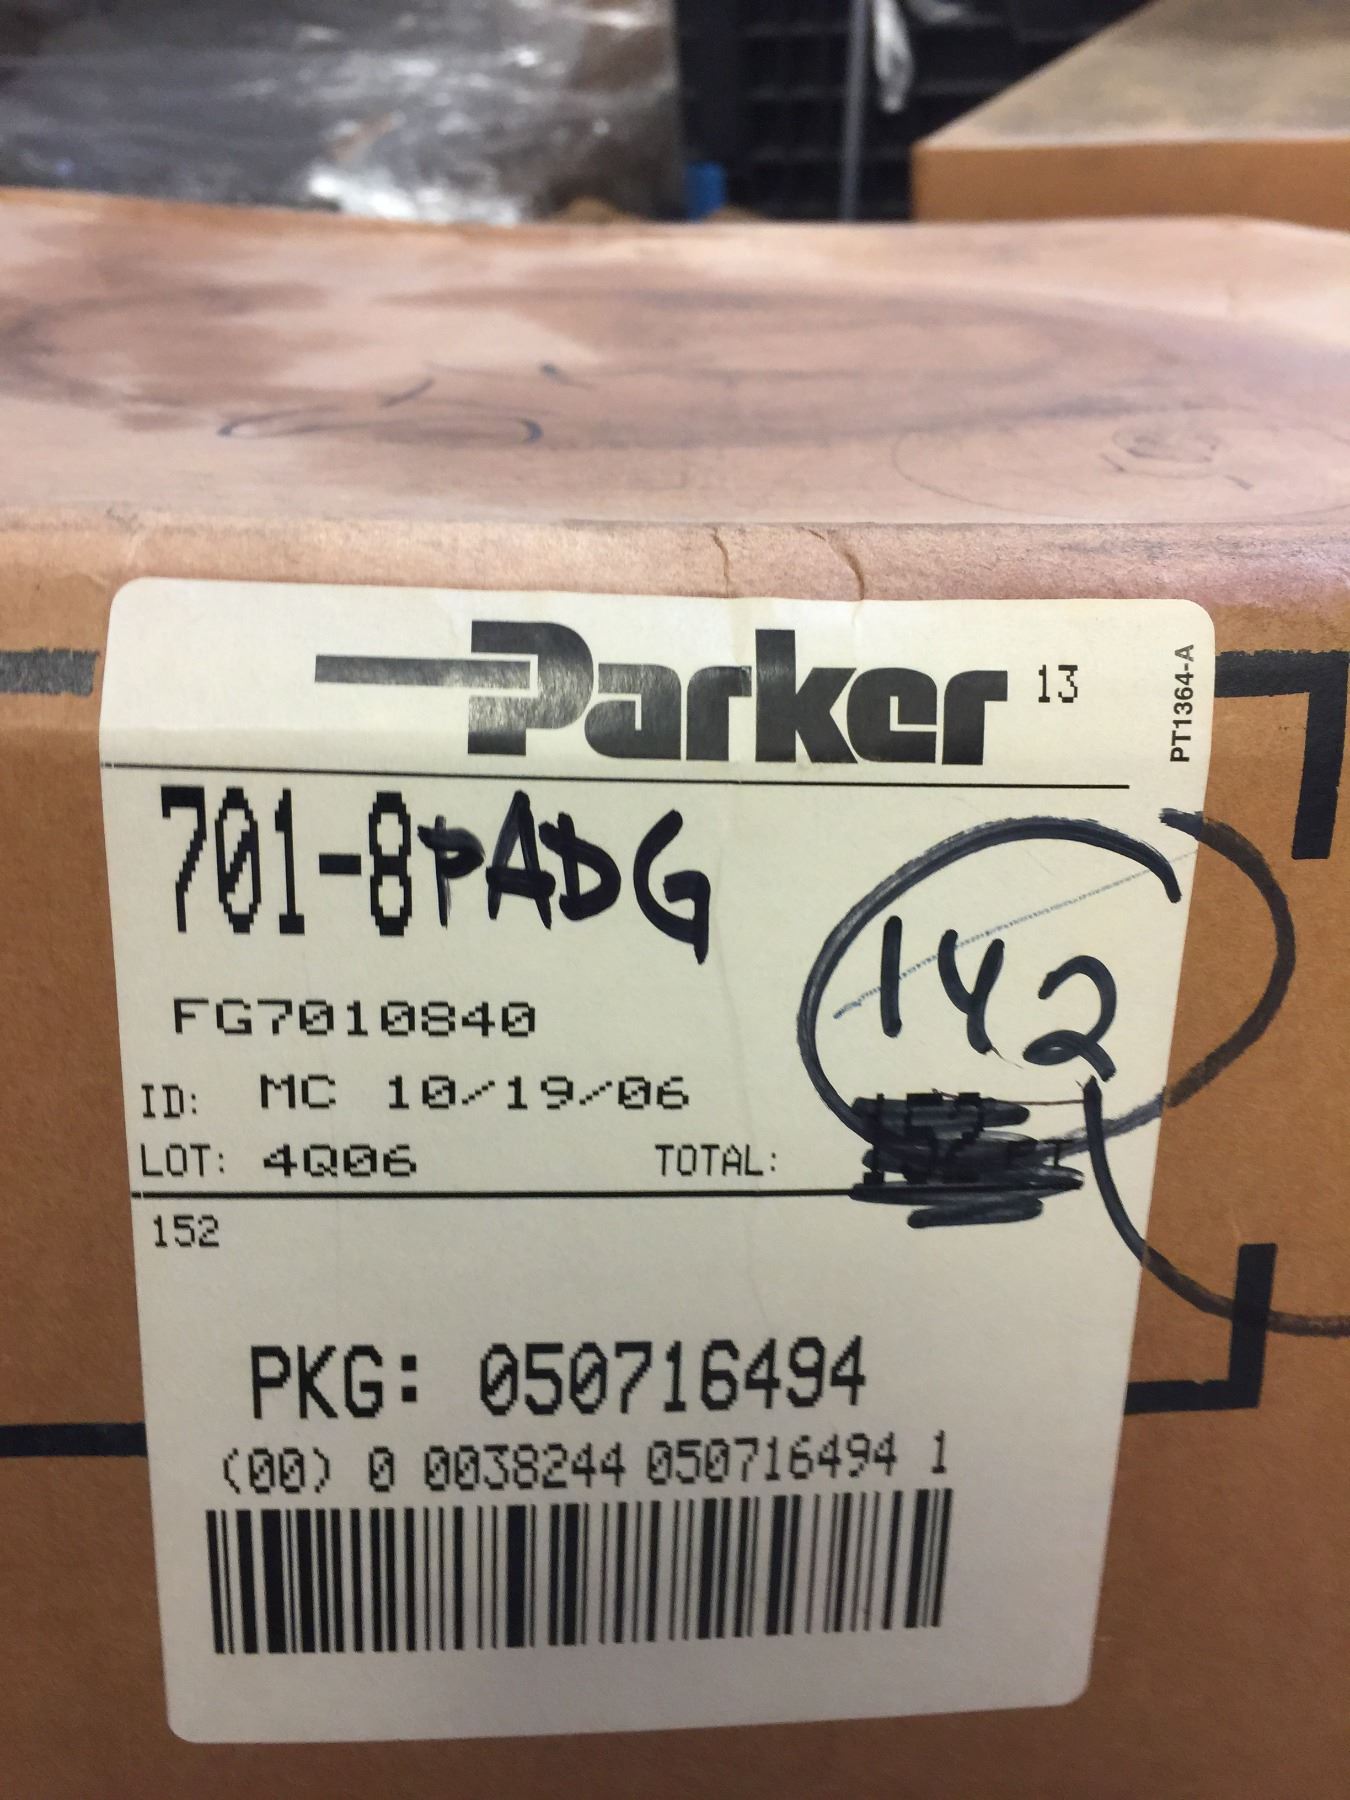 Parker 13
PT1364-A
701-8PADG
142
FG7010840
ID: MC 10/19/06
LOT: 4Q06 TOTAL:
152
PKG: 050716494
(00) 0 0038244 050716494 1